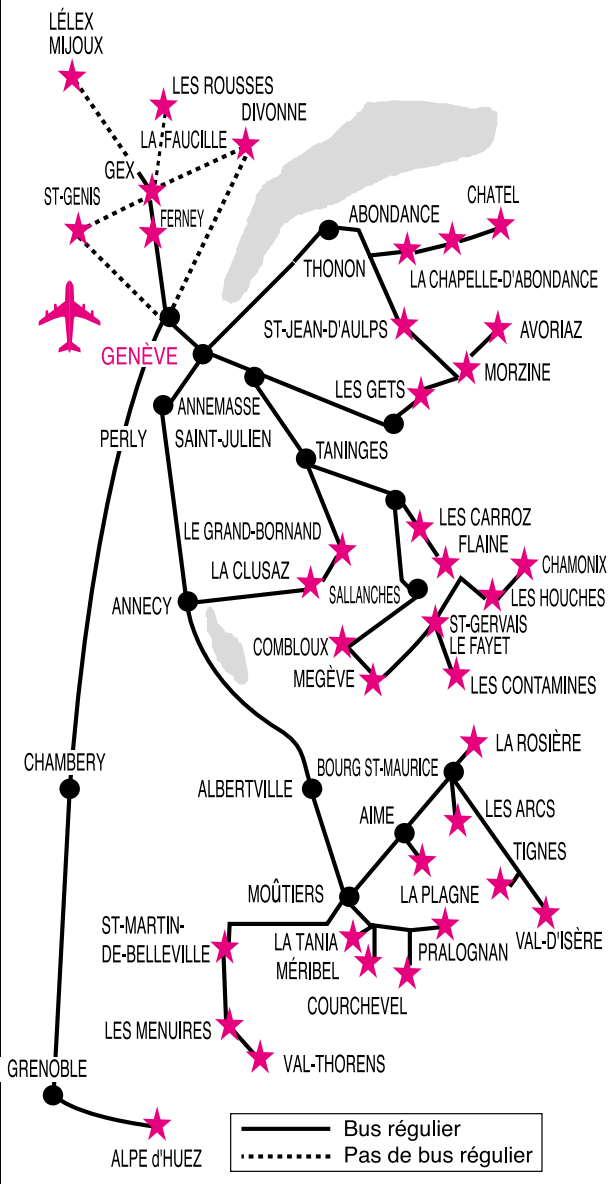 LÉLEX
MIJOUX
LES ROUSSES
DIVONNE
LA FAUCILLE
GEX
ST-GENIS
FERNEY
ABONDANCE
CHATEL
THONON
LA CHAPELLE-D'ABONDANCE
ST-JEAN-D'AULPS
AVORIAZ
GENÈVE
MORZINE
LES GETS
ANNEMASSE
PERLY
SAINT-JULIEN
TANINGES
LES CARROZ
LE GRAND-BORNAND
FLAINE
CHAMONIX
LA CLUSAZ
SALLANCHES
LES HOUCHES
ANNECY
ST-GERVAIS
LE FAYET
COMBLOUX
MEGÈVE
LES CONTAMINES
LA ROSIÈRE
CHAMBERY
BOURG ST-MAURICE
ALBERTVILLE
LES ARCS
AIME
TIGNES
MOÛTIERS
LA PLAGNE
ST-MARTIN-
DE-BELLEVILLE
LA TANIA
VAL-D'ISÈRE
PRALOGNAN
MÉRIBEL
COURCHEVEL
LES MENUIRES
VAL-THORENS
GRENOBLE
ALPE d'HUEZ
Bus régulier
Pas de bus régulier